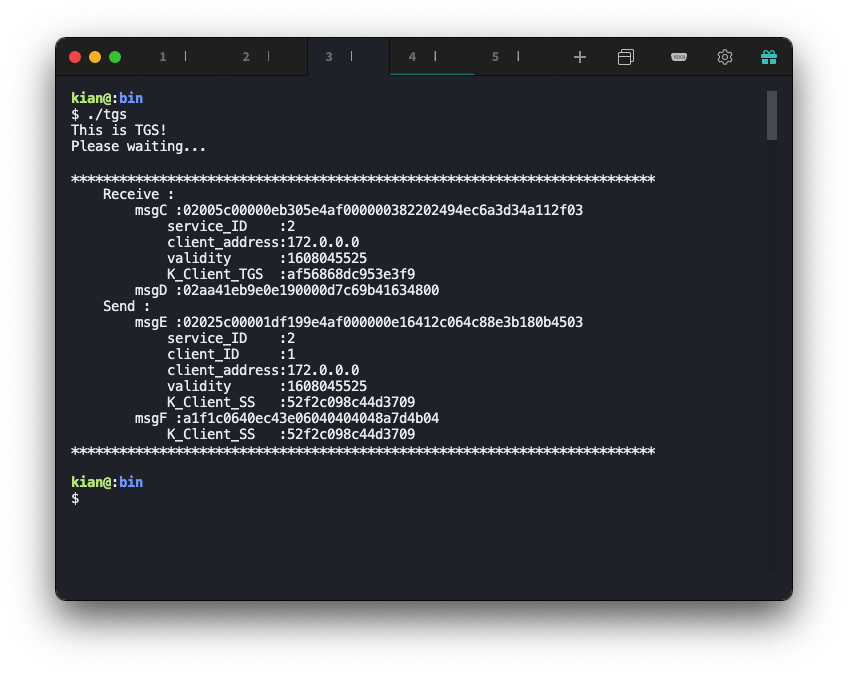 1 2 3 4 5
kian@:bin
$ ./tgs
This is TGS!
Please waiting...
*************************************************************************
Receive :
msgC :02005c00000eb305e4af000000382202494ec6a3d34a112f03
service_ID :2
client_address:172.0.0.0
validity :1608045525
K_Client_TGS :af56868dc953e3f9
msgD :02aa41eb9e0e190000d7c69b41634800
Send :
msgE :02025c00001df199e4af000000e16412c064c88e3b180b4503
service_ID :2
client_ID :1
client_address:172.0.0.0
validity :1608045525
K_Client_SS :52f2c098c44d3709
msgF :a1f1c0640ec43e06040404048a7d4b04
K_Client_SS :52f2c098c44d3709
*************************************************************************
kian@:bin
$